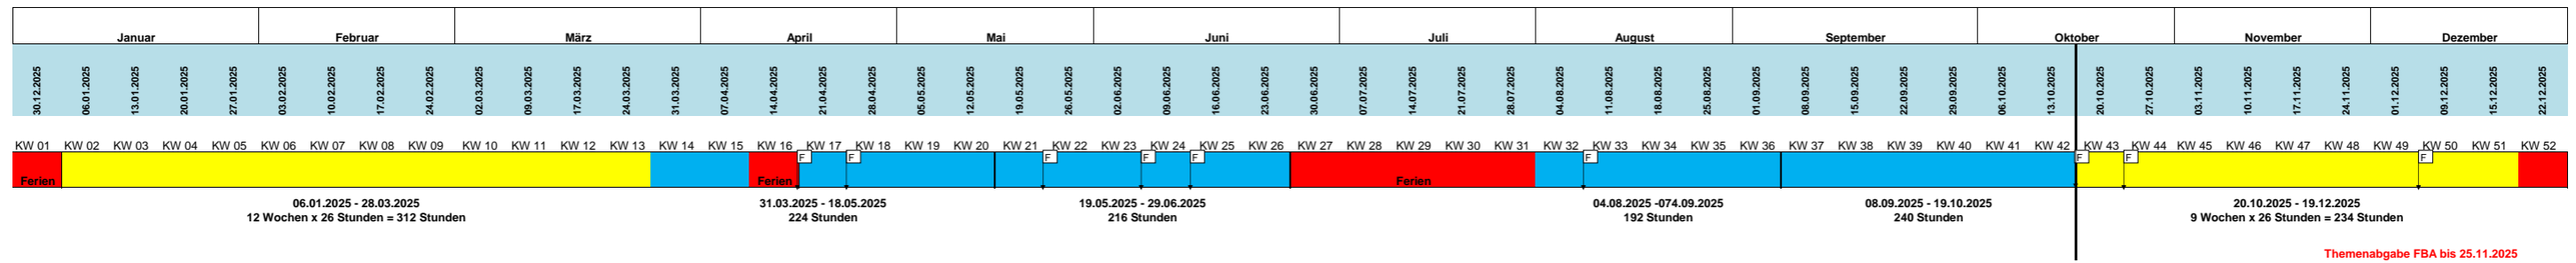 Januar Februar März April Mai Juni Juli August September Oktober November Dezember
30.12.2025 06.01.2025 13.01.2025 20.01.2025 27.01.2025 03.02.2025 10.02.2025 17.02.2025 24.02.2025 02.03.2025 09.03.2025 17.03.2025 24.03.2025 31.03.2025 07.04.2025 14.04.2025 21.04.2025 28.04.2025 05.05.2025 12.05.2025 19.05.2025 26.05.2025 02.06.2025 09.06.2025 16.06.2025 23.06.2025 30.06.2025 07.07.2025 14.07.2025 21.07.2025 28.07.2025 04.08.2025 11.08.2025 18.08.2025 25.08.2025 01.09.2025 08.09.2025 15.09.2025 22.09.2025 29.09.2025 06.10.2025 13.10.2025 20.10.2025 27.10.2025 03.11.2025 10.11.2025 17.11.2025 24.11.2025 01.12.2025 09.12.2025 15.12.2025 22.12.2025
KW 01 KW 02 KW 03 KW 04 KW 05 KW 06 KW 07 KW 08 KW 09 KW 10 KW 11 KW 12 KW 13 KW 14 KW 15 KW 16 KW 17 KW 18 KW 19 KW 20 KW 21 KW 22 KW 23 KW 24 KW 25 KW 26 KW 27 KW 28 KW 29 KW 30 KW 31 KW 32 KW 33 KW 34 KW 35 KW 36 KW 37 KW 38 KW 39 KW 40 KW 41 KW 42 KW 43 KW 44 KW 45 KW 46 KW 47 KW 48 KW 49 KW 50 KW 51 KW 52
F F F F F F F F F
Ferien Ferien Ferien
06.01.2025 - 28.03.2025 31.03.2025 - 18.05.2025 19.05.2025 - 29.06.2025 04.08.2025 -074.09.2025 08.09.2025 - 19.10.2025 20.10.2025 - 19.12.2025
12 Wochen x 26 Stunden = 312 Stunden 224 Stunden 216 Stunden 192 Stunden 240 Stunden 9 Wochen x 26 Stunden = 234 Stunden
Themenabgabe FBA bis 25.11.2025